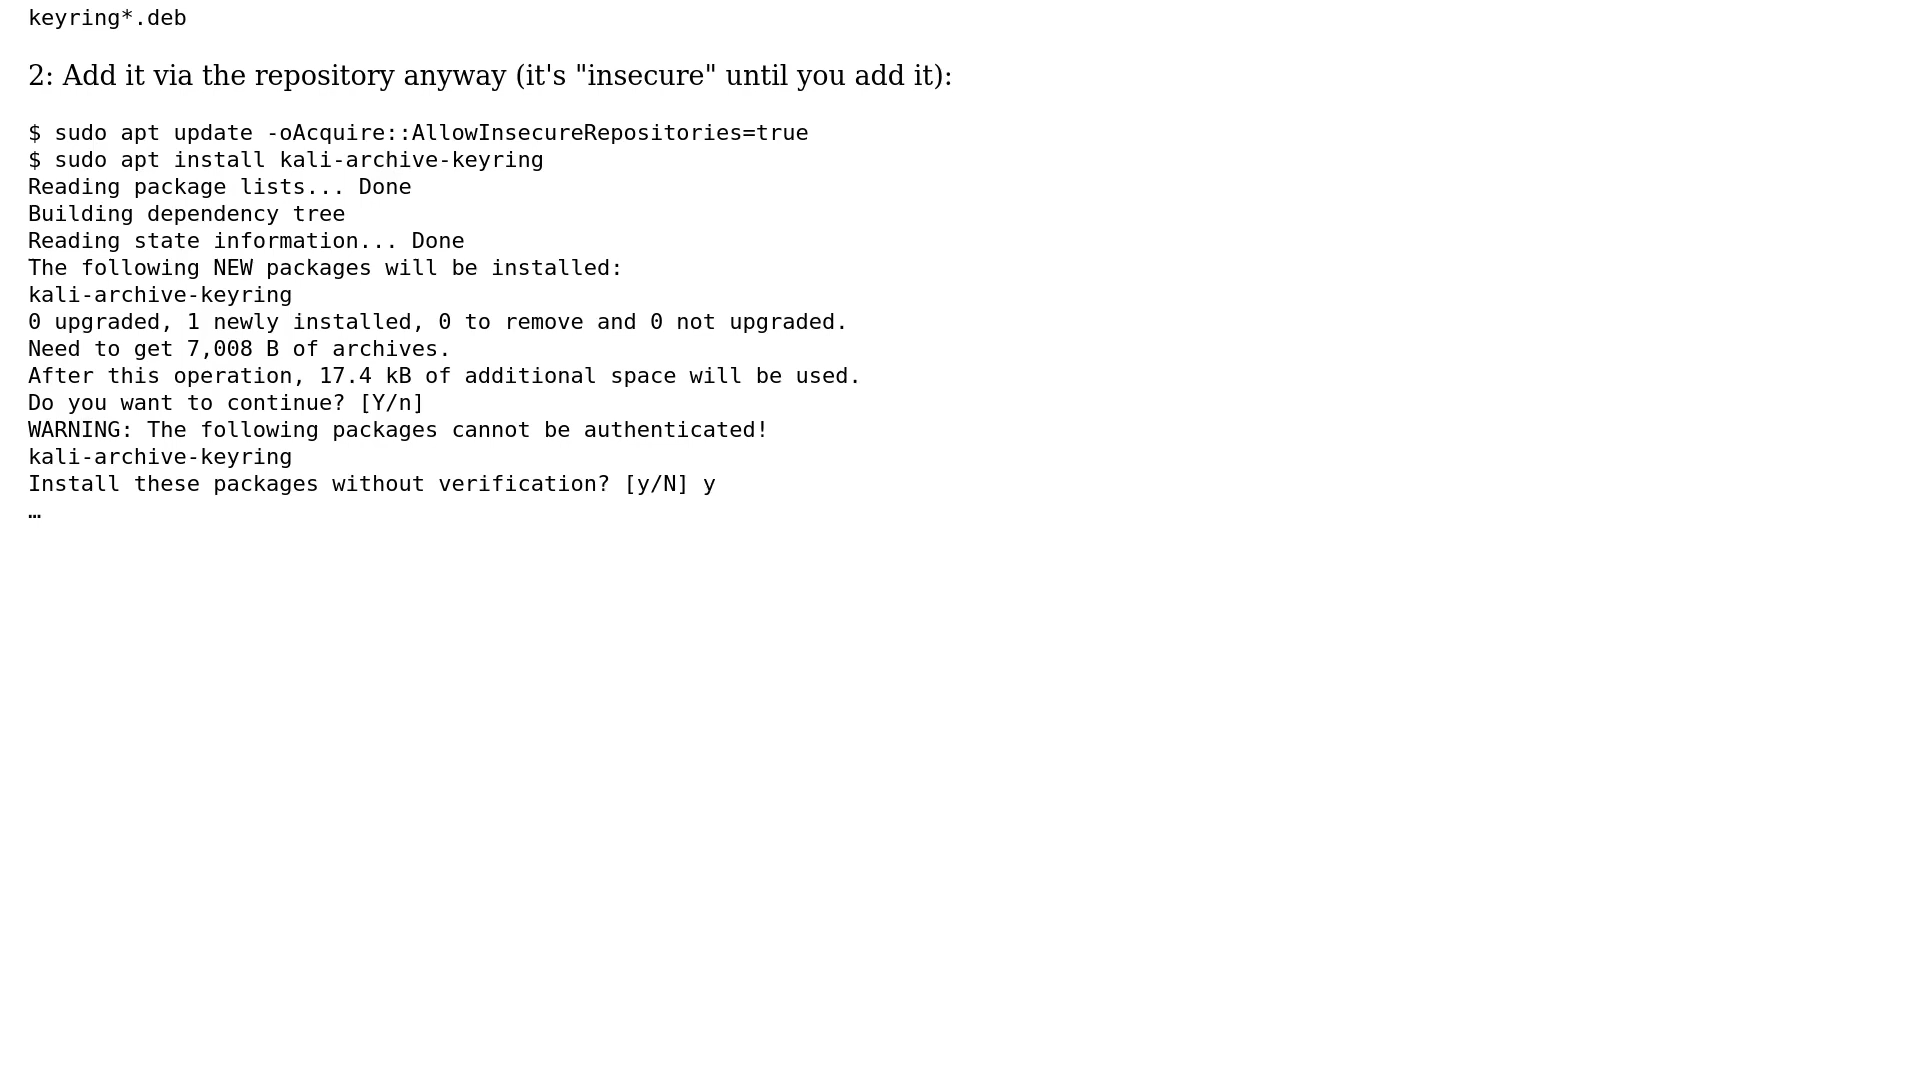 keyring*.deb
2: Add it via the repository anyway (it's "insecure" until you add it):
$ sudo apt update -oAcquire::AllowInsecureRepositories=true
$ sudo apt install kali-archive-keyring
Reading package lists... Done
Building dependency tree
Reading state information... Done
The following NEW packages will be installed:
kali-archive-keyring
0 upgraded, 1 newly installed, 0 to remove and 0 not upgraded.
Need to get 7,008 B of archives.
After this operation, 17.4 kB of additional space will be used.
Do you want to continue? [Y/n]
WARNING: The following packages cannot be authenticated!
kali-archive-keyring
Install these packages without verification? [y/N] y
…